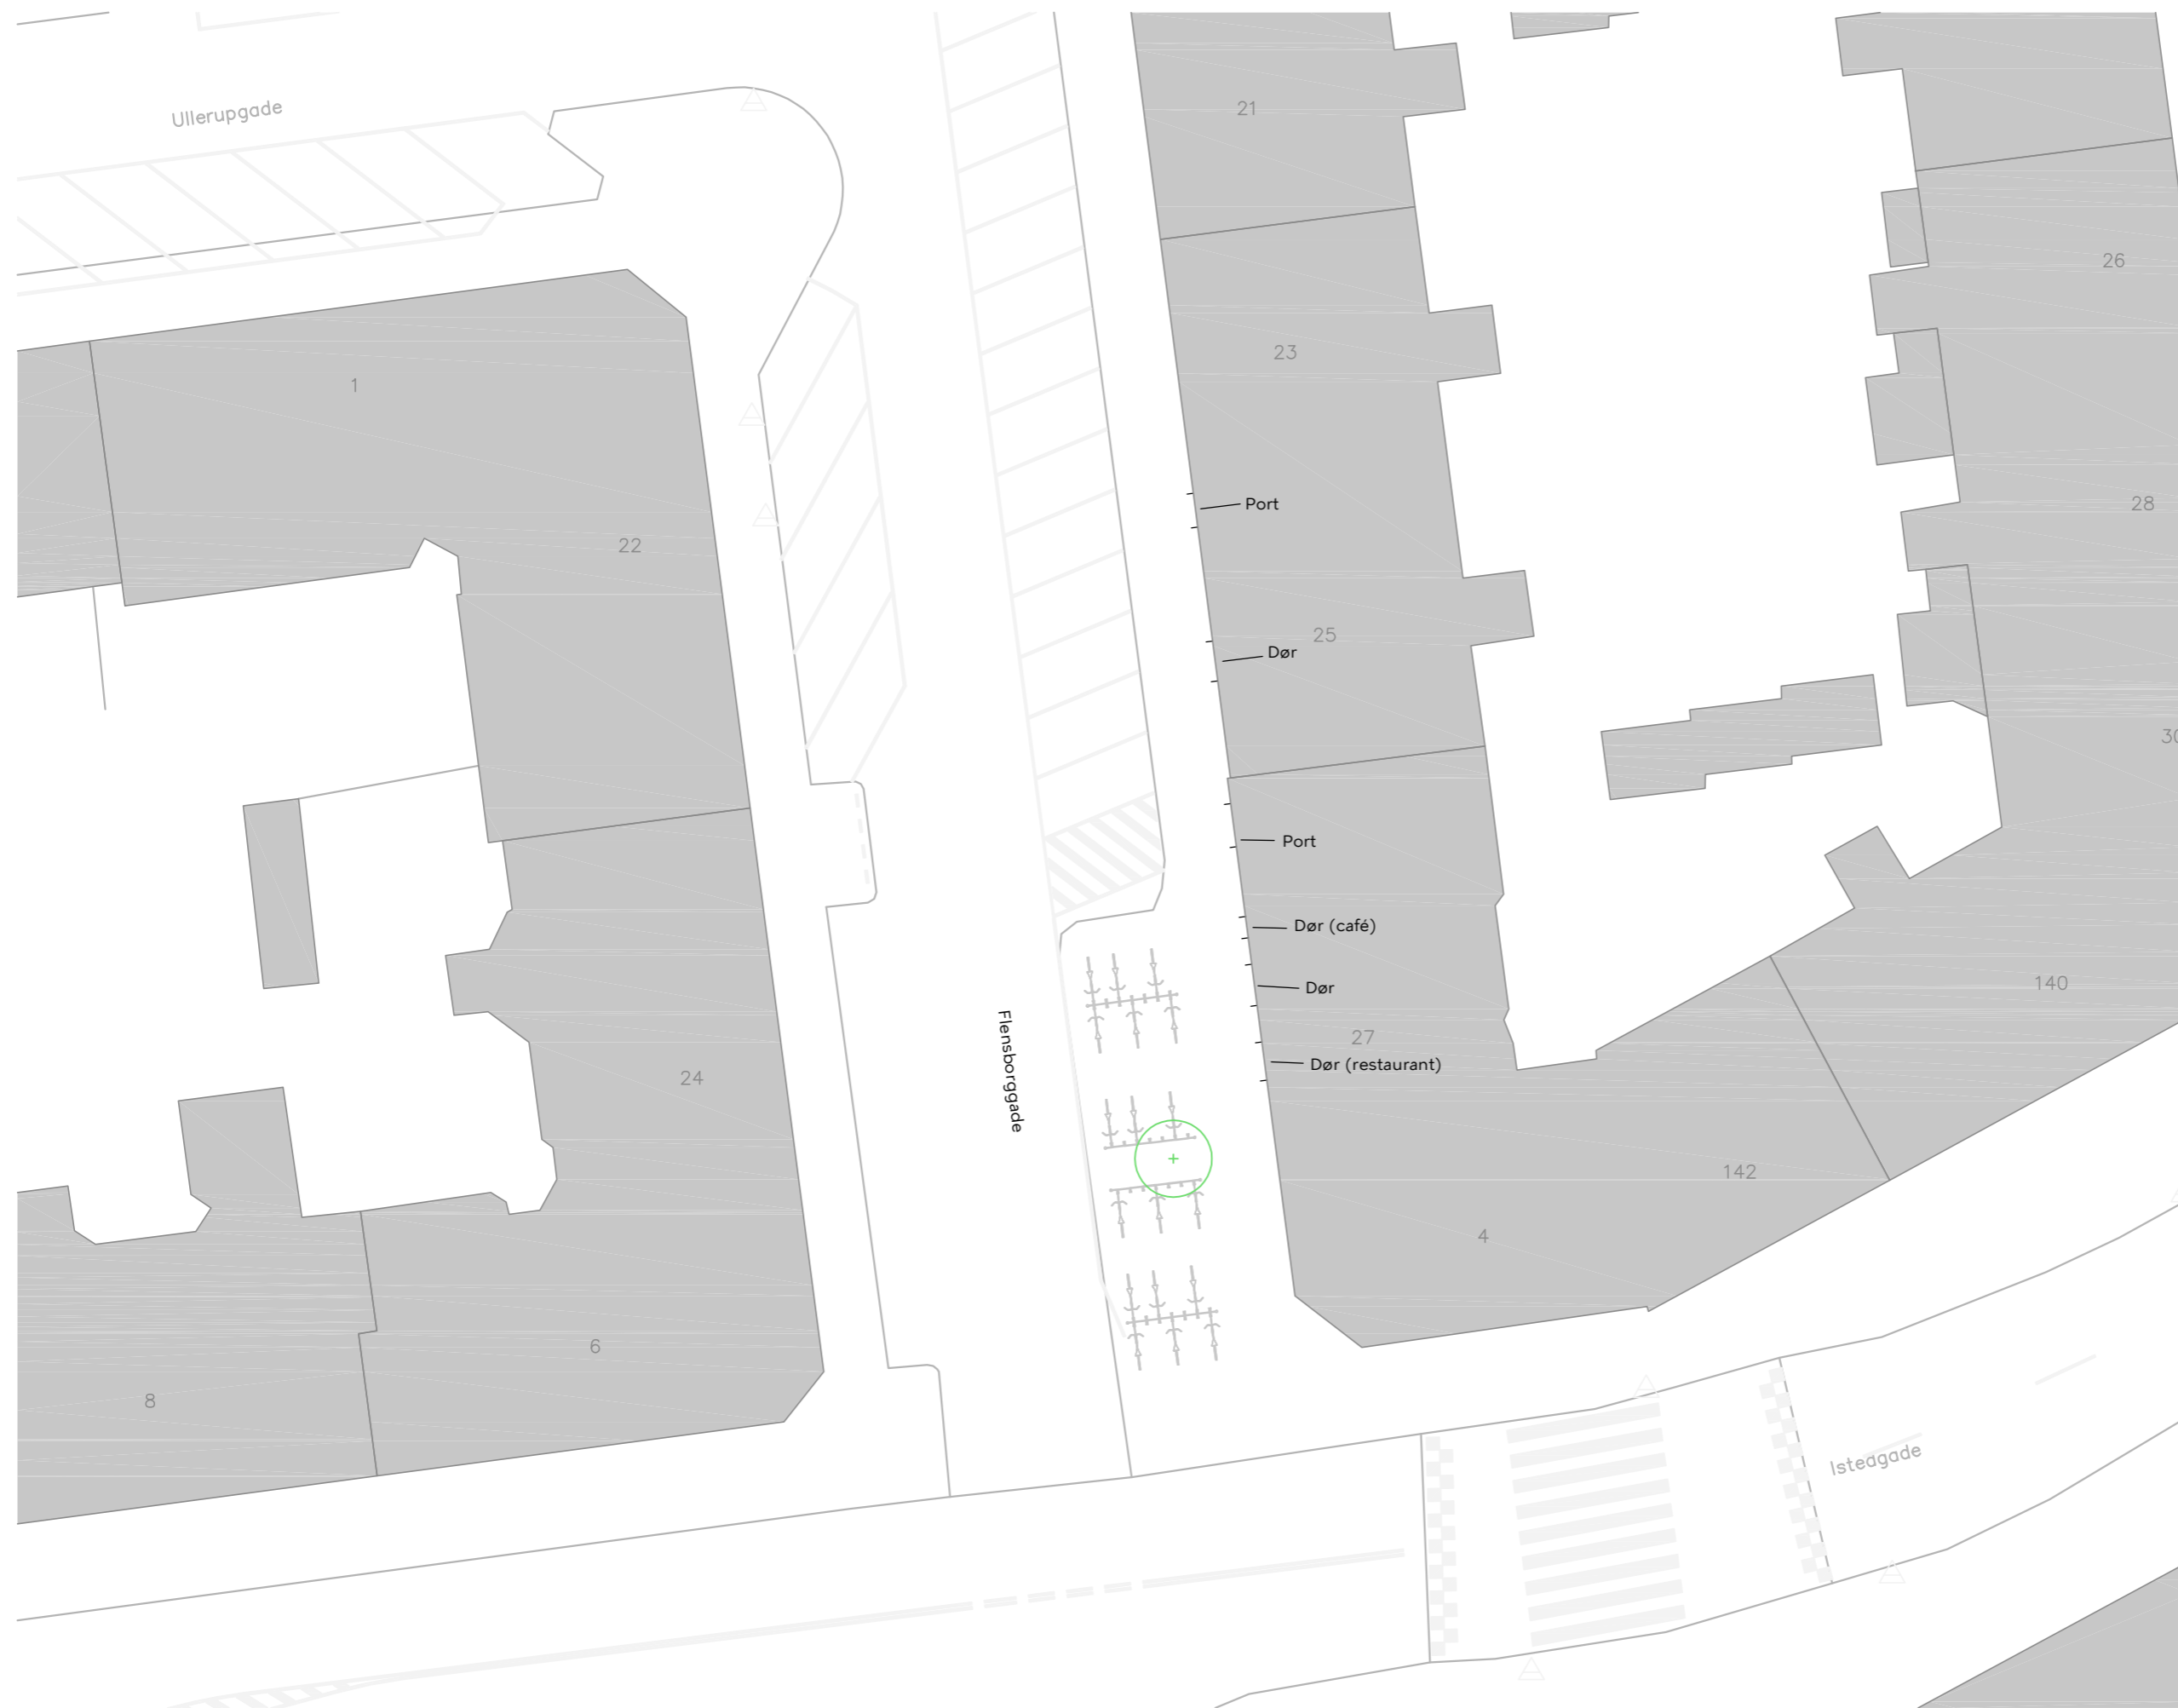 Ullerupgade
21
26
23
1
Port
28
22
25
Dør
30
Port
Dør (café)
140
Dør
Flensborggade
27
Dør (restaurant)
24
142
4
6
8
Istedgade